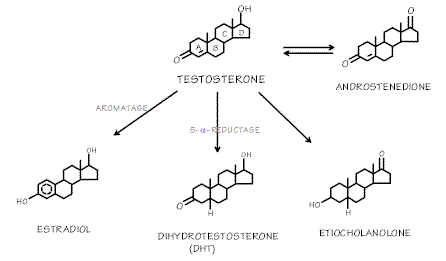 OH
O
A
B
C
D
O
O
TESTOSTERONE
ANDROSTENEDIONE
AROMATASE
5-α-REDUCTASE
OH
HO
OH
O
H
O
HO
H
ESTRADIOL
DIHYDROTESTOSTERONE
(DHT)
ETIOCHOLANOLONE